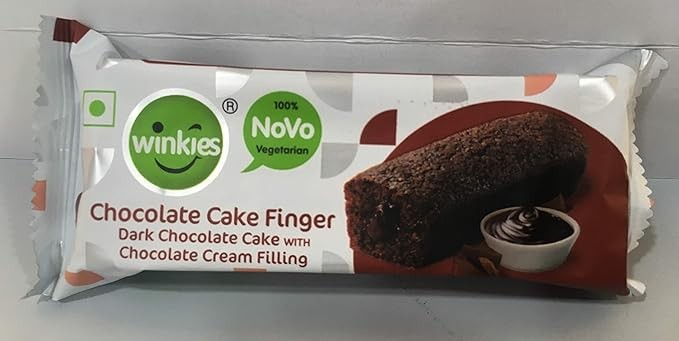 winkies
®
100%
NoVo
Vegetarian
Chocolate Cake Finger
Dark Chocolate Cake WITH
Chocolate Cream Filling